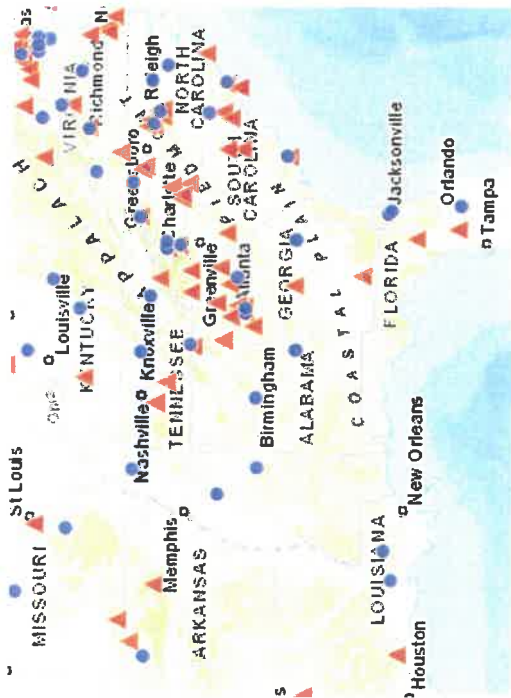 St Louis
MISSOURI
Louisville
KENTUCKY
VIRGINIA
Richmond
Raleigh
NORTH
CAROLINA
Greensboro
Charlotte
SOUTH
CAROLINA
Greenville
Knoxville
Nashville
TENNESSEE
Memphis
ARKANSAS
Atlanta
GEORGIA
Birmingham
ALABAMA
COASTAL PLAIN
FLORIDA
Jacksonville
Orlando
Tampa
New Orleans
LOUISIANA
Houston